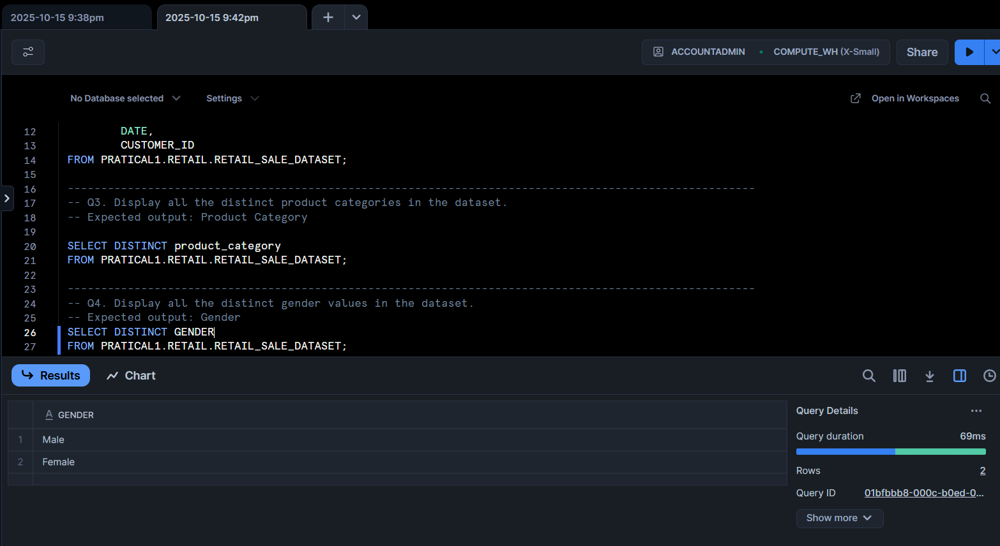 2025-10-15 9:38pm
2025-10-15 9:42pm
ACCOUNTADMIN • COMPUTE_WH (X-Small)
Share
No Database selected
Settings
Open in Workspaces
12 DATE,
13 CUSTOMER_ID
14 FROM PRATICAL1.RETAIL.RETAIL_SALE_DATASET;
15
16 -------------------------------------------------------------------------------------------------------
17 -- Q3. Display all the distinct product categories in the dataset.
18 -- Expected output: Product Category
19
20 SELECT DISTINCT product_category
21 FROM PRATICAL1.RETAIL.RETAIL_SALE_DATASET;
22
23 -------------------------------------------------------------------------------------------------------
24 -- Q4. Display all the distinct gender values in the dataset.
25 -- Expected output: Gender
26 SELECT DISTINCT GENDER
27 FROM PRATICAL1.RETAIL.RETAIL_SALE_DATASET;
Results
Chart
A GENDER
1 Male
2 Female
Query Details
...
Query duration 69ms
Rows 2
Query ID 01bfbbb8-000c-b0ed-0...
Show more